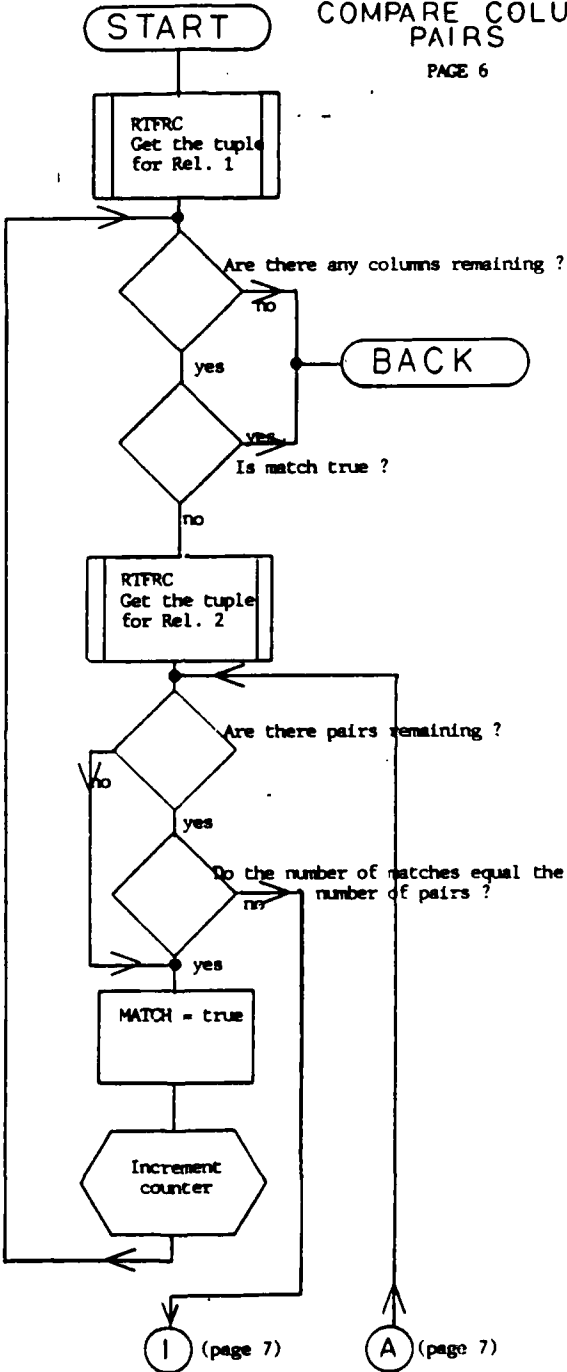 START
COMPARE COLU
PAIRS
PAGE 6
RTFRC
Get the tuple
for Rel. 1
Are there any columns remaining ?
no
yes
BACK
yes
Is match true ?
no
RTFRC
Get the tuple
for Rel. 2
Are there pairs remaining ?
no
yes
Do the number of matches equal the
number of pairs ?
no
yes
MATCH = true
Increment
counter
1 (page 7)
A (page 7)